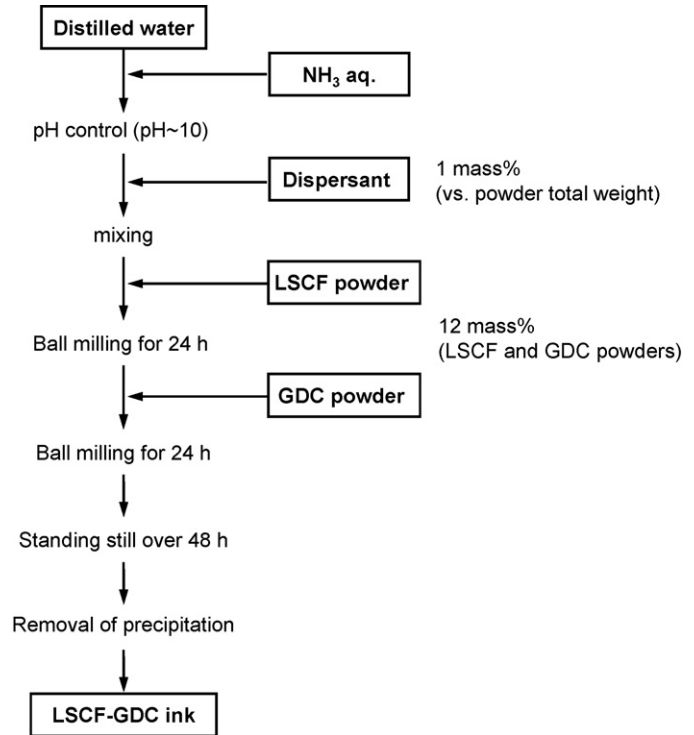 Distilled water
NH₃ aq.
pH control (pH~10)
Dispersant
1 mass%
(vs. powder total weight)
mixing
LSCF powder
12 mass%
(LSCF and GDC powders)
Ball milling for 24 h
GDC powder
Ball milling for 24 h
Standing still over 48 h
Removal of precipitation
LSCF-GDC ink